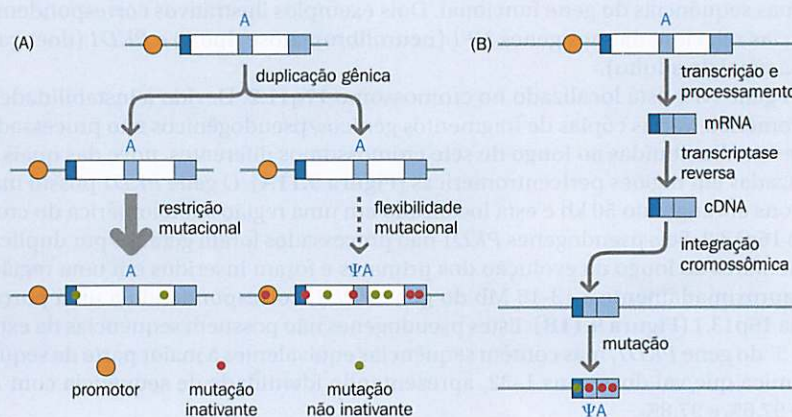 (A)
A
duplicação gênica
A
A
restrição
mutacional
flexibilidade
mutacional
A
ΨA
promotor
mutação
inativante
mutação
não inativante
(B)
A
transcrição e
processamento
mRNA
transcriptase
reversa
cDNA
integração
cromossômica
mutação
ΨA